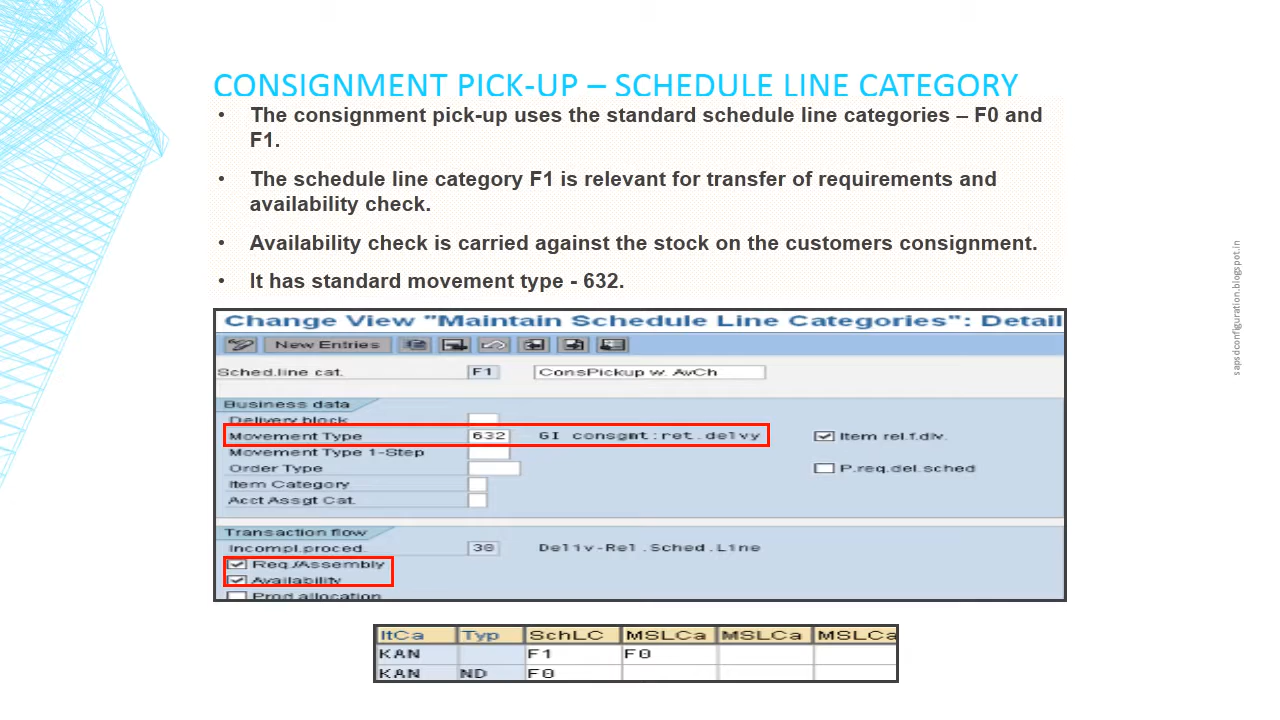 CONSIGNMENT PICK-UP – SCHEDULE LINE CATEGORY
• The consignment pick-up uses the standard schedule line categories – F0 and
F1.
• The schedule line category F1 is relevant for transfer of requirements and
availability check.
• Availability check is carried against the stock on the customers consignment.
• It has standard movement type - 632.
Change View "Maintain Schedule Line Categories": Detail
New Entries
Sched.line cat. F1 ConsPickup w. AvCh
Business data
Delivery block
Movement Type 632 GI consgmt:ret.delvy Item rel.f.dlv.
Movement Type 1-Step
Order Type P.req.del.sched
Item Category
Acct Assgt Cat.
Transaction flow
Incompl.proced. 30 Deliv-Rel.Sched.Line
Req./Assembly
Availability
Prod.allocation
ItCa Typ SchLC MSLCa MSLCa MSLCa
KAN F1 F0
KAN ND F0
sapsdconfiguration.blogspot.in